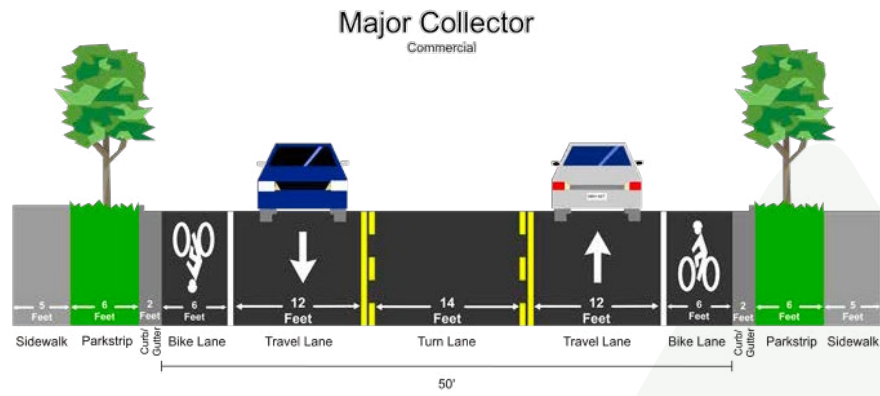 Major Collector
Commercial
5 Feet
6 Feet
2 Feet
6 Feet
12 Feet
14 Feet
12 Feet
6 Feet
2 Feet
6 Feet
5 Feet
Sidewalk
Parkstrip
Curb/
Gutter
Bike Lane
Travel Lane
Turn Lane
Travel Lane
Bike Lane
Curb/
Gutter
Parkstrip
Sidewalk
50'